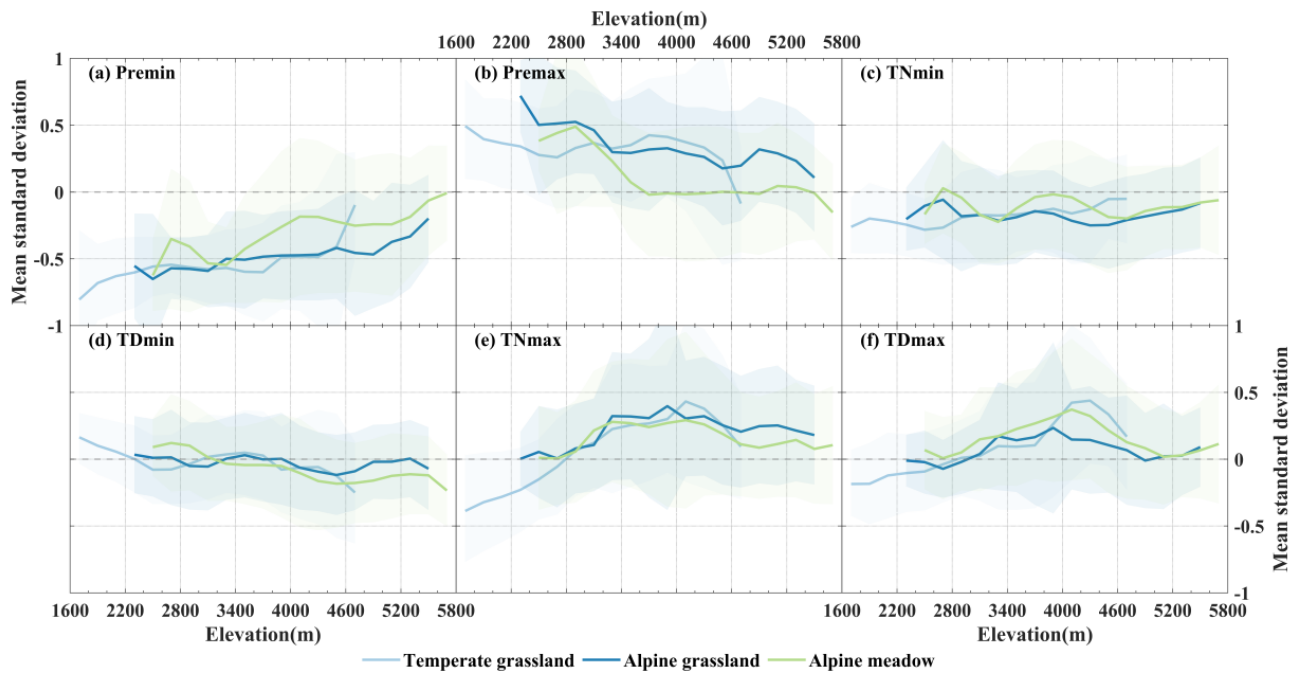 Elevation(m)
1600 2200 2800 3400 4000 4600 5200 5800
(a) Premin
(b) Premax
(c) TNmin
1
0.5
0
-0.5
-1
Mean standard deviation
(d) TDmin
(e) TNmax
(f) TDmax
1
0.5
0
-0.5
-1
Mean standard deviation
1600 2200 2800 3400 4000 4600 5200 5800
1600 2200 2800 3400 4000 4600 5200 5800
Elevation(m)
Elevation(m)
Temperate grassland Alpine grassland Alpine meadow